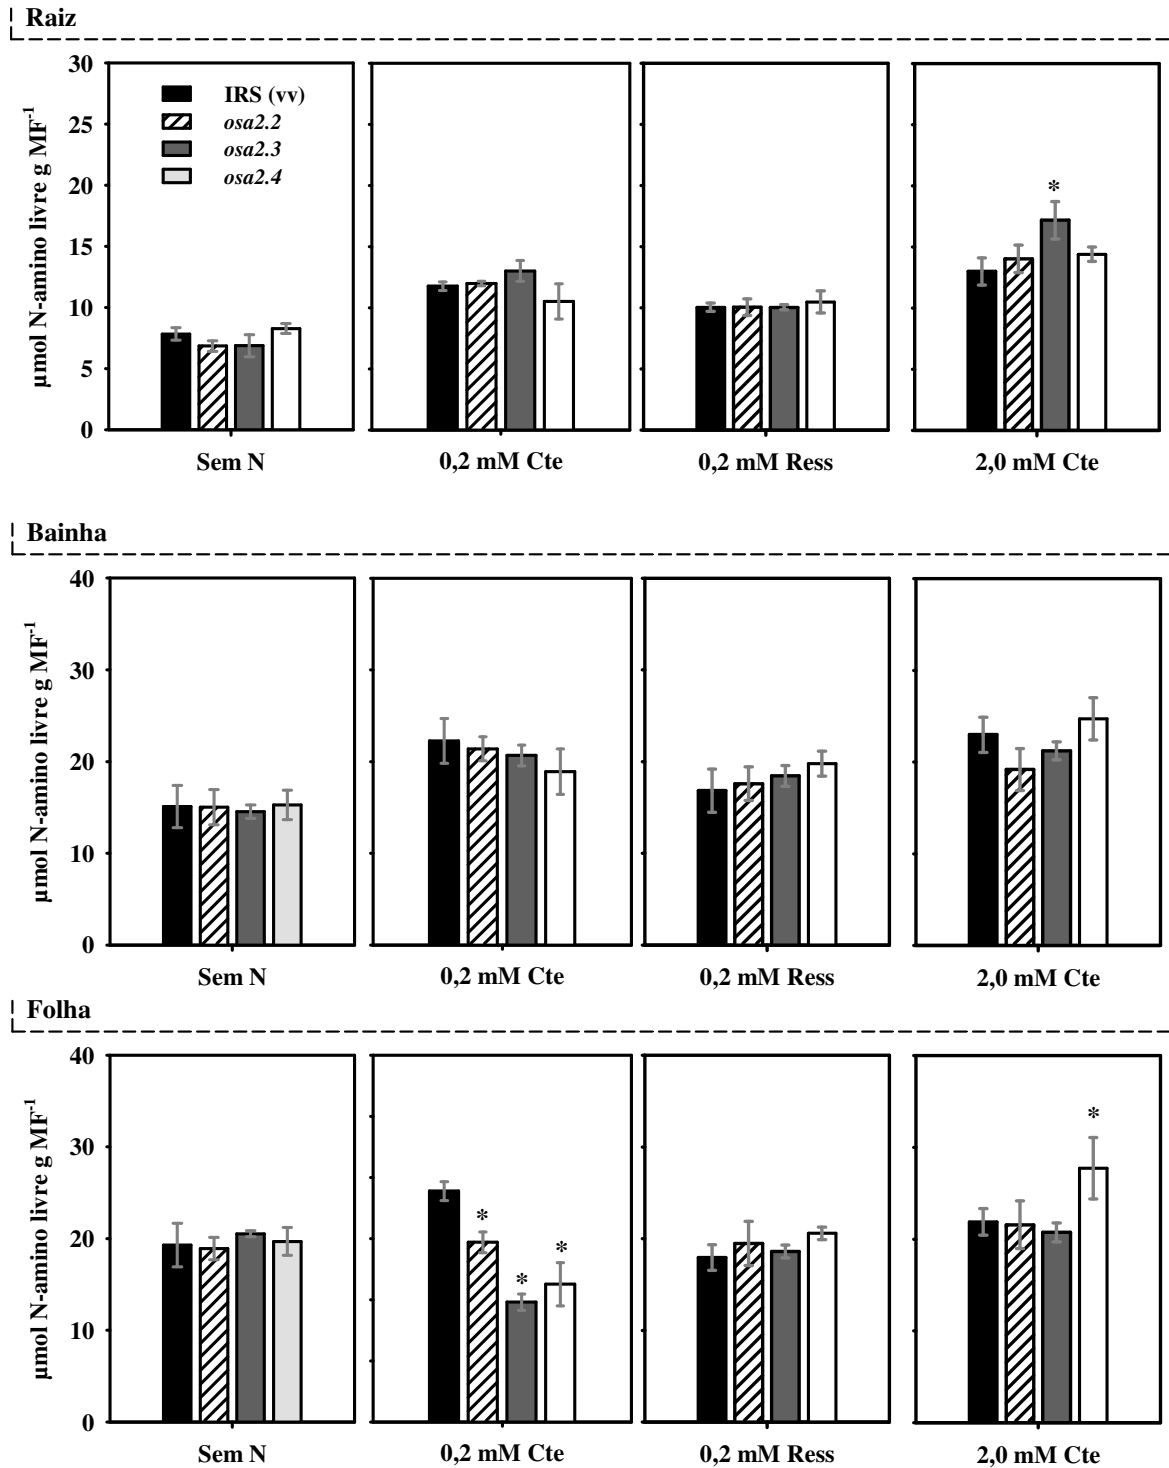 Raiz
µmol N-amino livre g MF-1
30
25
20
15
10
5
0
IRS (vv)
osa2.2
osa2.3
osa2.4
*
Sem N
0,2 mM Cte
0,2 mM Ress
2,0 mM Cte
Bainha
µmol N-amino livre g MF-1
40
30
20
10
0
Sem N
0,2 mM Cte
0,2 mM Ress
2,0 mM Cte
Folha
µmol N-amino livre g MF-1
40
30
20
10
0
* * *
*
Sem N
0,2 mM Cte
0,2 mM Ress
2,0 mM Cte